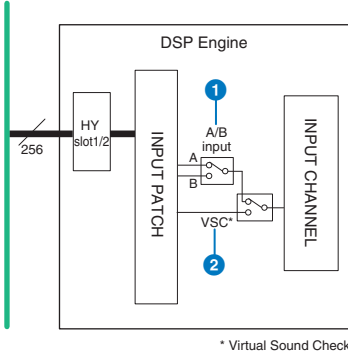 DSP Engine
1
A/B
input
HY
slot1/2
256
INPUT PATCH
A
B
VSC*
2
INPUT CHANNEL
* Virtual Sound Check